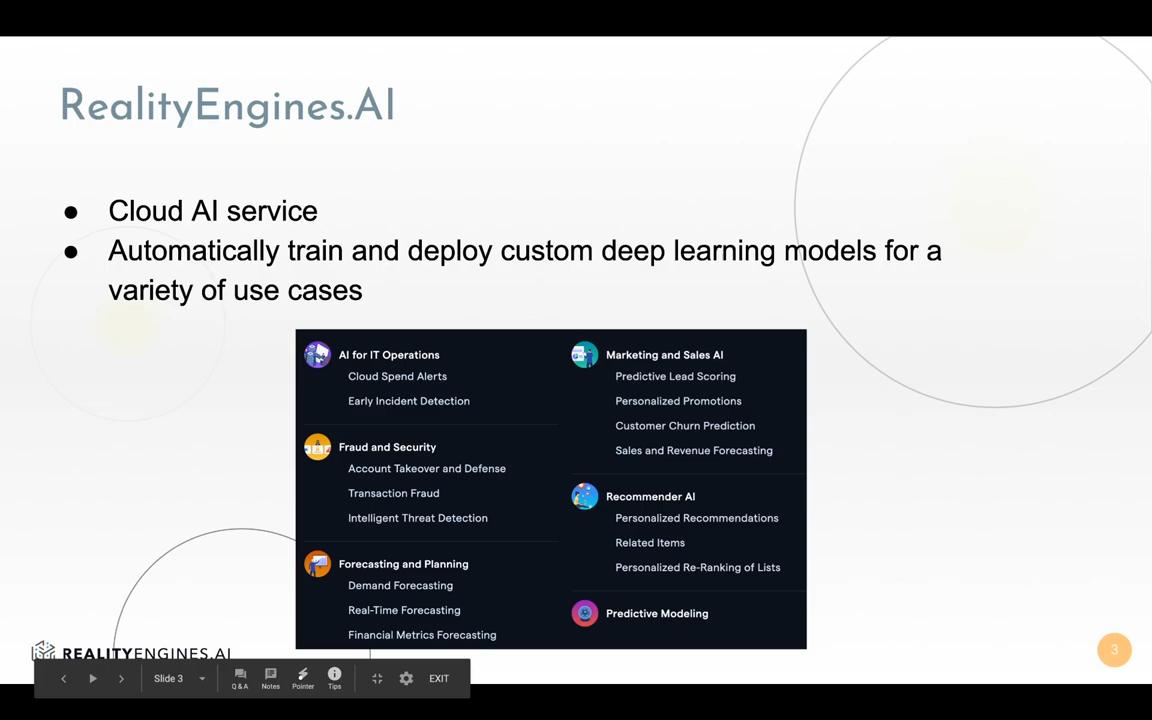 RealityEngines.AI
● Cloud AI service
● Automatically train and deploy custom deep learning models for a
variety of use cases
AI for IT Operations
Cloud Spend Alerts
Early Incident Detection
Fraud and Security
Account Takeover and Defense
Transaction Fraud
Intelligent Threat Detection
Forecasting and Planning
Demand Forecasting
Real-Time Forecasting
Financial Metrics Forecasting
Marketing and Sales AI
Predictive Lead Scoring
Personalized Promotions
Customer Churn Prediction
Sales and Revenue Forecasting
Recommender AI
Personalized Recommendations
Related Items
Personalized Re-Ranking of Lists
Predictive Modeling
REALITYENGINES.AI
3
Slide 3
Q & A
Notes
Pointer
Tips
EXIT